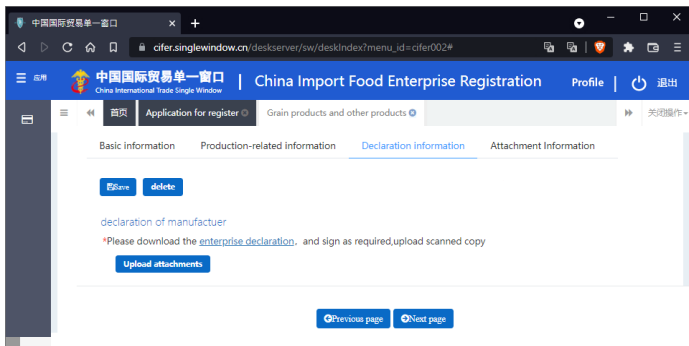 中国国际贸易单一窗口
cifer.singlewindow.cn/deskserver/sw/deskIndex?menu_id=cifer002#
应用
中国国际贸易单一窗口
China International Trade Single Window
China Import Food Enterprise Registration
Profile
退出
首页
Application for register
Grain products and other products
关闭操作
Basic information
Production-related information
Declaration information
Attachment Information
Save
delete
declaration of manufactuer
*Please download the enterprise declaration, and sign as required,upload scanned copy
Upload attachments
Previous page
Next page